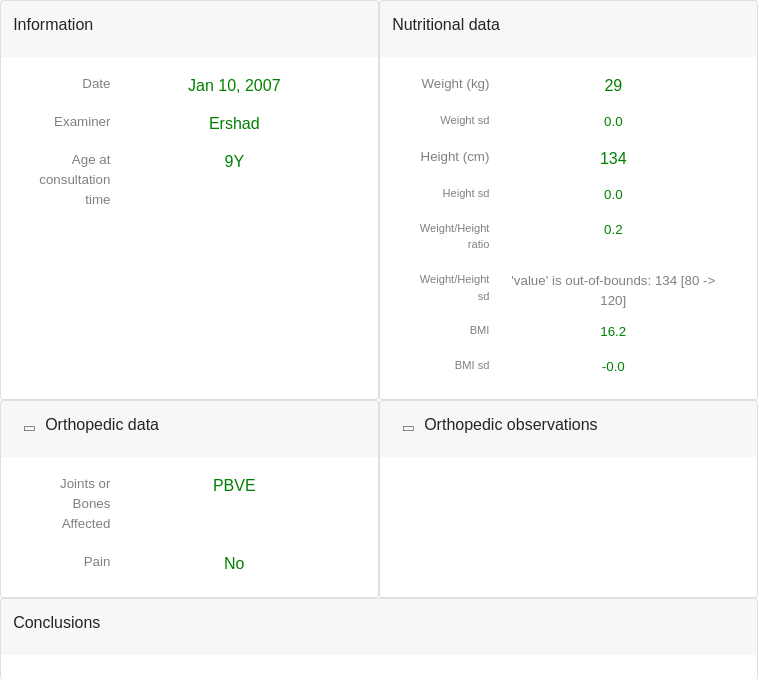 Information
Date Jan 10, 2007
Examiner Ershad
Age at 9Y
consultation
time
Nutritional data
Weight (kg) 29
Weight sd 0.0
Height (cm) 134
Height sd 0.0
Weight/Height 0.2
ratio
Weight/Height 'value' is out-of-bounds: 134 [80 ->
sd 120]
BMI 16.2
BMI sd -0.0
Orthopedic data
Joints or PBVE
Bones
Affected
Pain No
Orthopedic observations
Conclusions